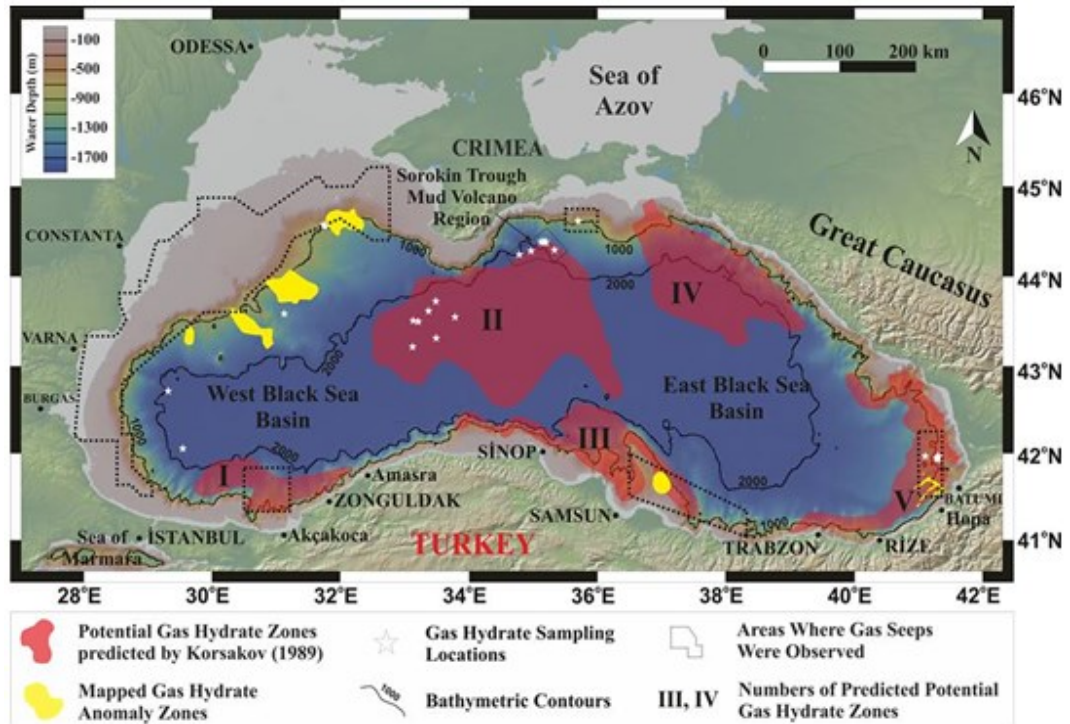 Water Depth (m)
-100
-500
-900
-1300
-1700
ODESSA
0 100 200 km
Sea of
Azov
46°N
N
CRIMEA
Sorokin Trough
Mud Volcano
Region
45°N
CONSTANTA
1000
1000
Great Caucasus
44°N
2000
II
IV
VARNA
2000
43°N
BURGAS
West Black Sea
Basin
East Black Sea
Basin
1000
III
SİNOP
42°N
2000
I
Amasra
2000
ZONGULDAK
V
BATUMI
SAMSUN
Hopa
1000
Sea of
Marmara
İSTANBUL
Akçakoca
TURKEY
TRABZON
RİZE
41°N
28°E 30°E 32°E 34°E 36°E 38°E 40°E 42°E
Potential Gas Hydrate Zones
predicted by Korsakov (1989)
Gas Hydrate Sampling
Locations
Areas Where Gas Seeps
Were Observed
Mapped Gas Hydrate
Anomaly Zones
1000
Bathymetric Contours
III, IV
Numbers of Predicted Potential
Gas Hydrate Zones